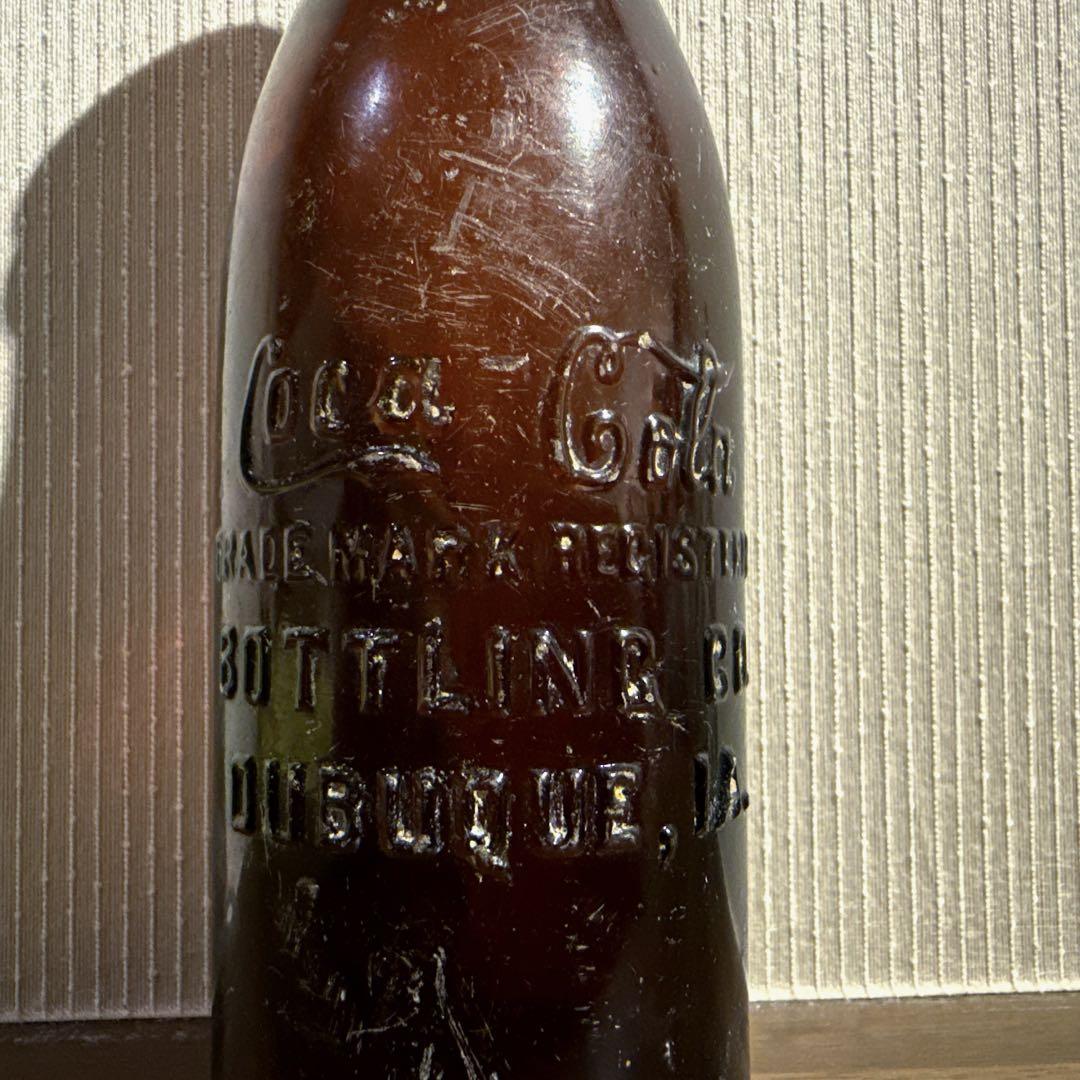 Coca Cola
TRADE MARK REGISTERED
BOTTLING CO.
DUBUQUE, IA.